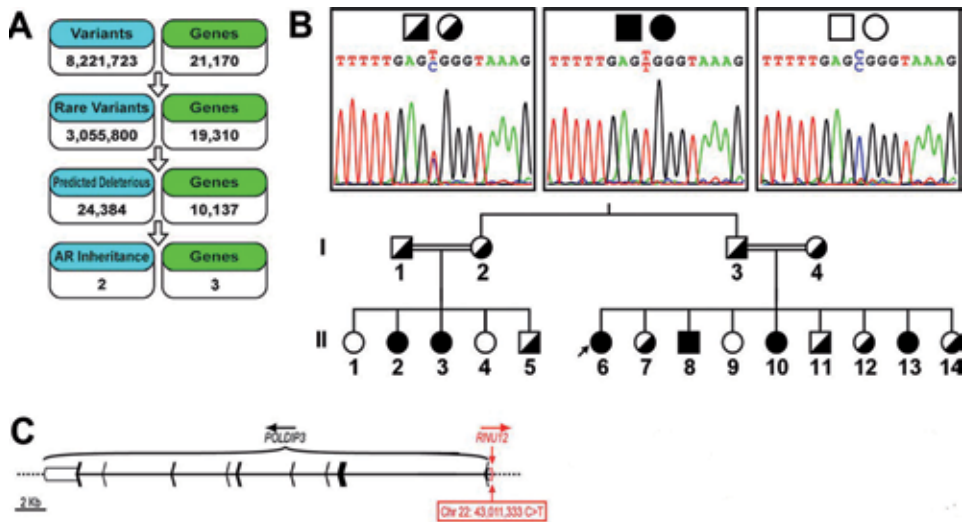 A
Variants Genes
8,221,723 21,170
Rare Variants Genes
3,055,800 19,310
Predicted Deleterious Genes
24,384 10,137
AR Inheritance Genes
2 3
B
TTTTTGAGTGGGTAAAG TTTTTGAGTGGGTAAAG TTTTTGAGCGGGTAAAG
C T C
I
1 2 3 4
II
1 2 3 4 5 6 7 8 9 10 11 12 13 14
C
POLDIP3 RNU12
2 Kb
Chr 22: 43,011,333 C>T